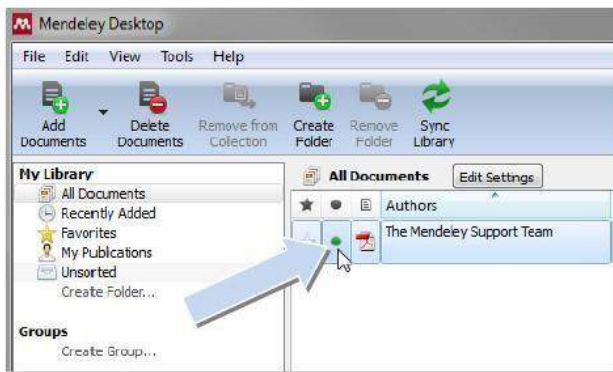 Mendeley Desktop
File Edit View Tools Help
Add Documents
Delete Documents
Remove from Collection
Create Folder
Remove Folder
Sync Library
My Library
All Documents
Recently Added
Favorites
My Publications
Unsorted
Create Folder...
Groups
Create Group...
All Documents Edit Settings
Authors
The Mendeley Support Team